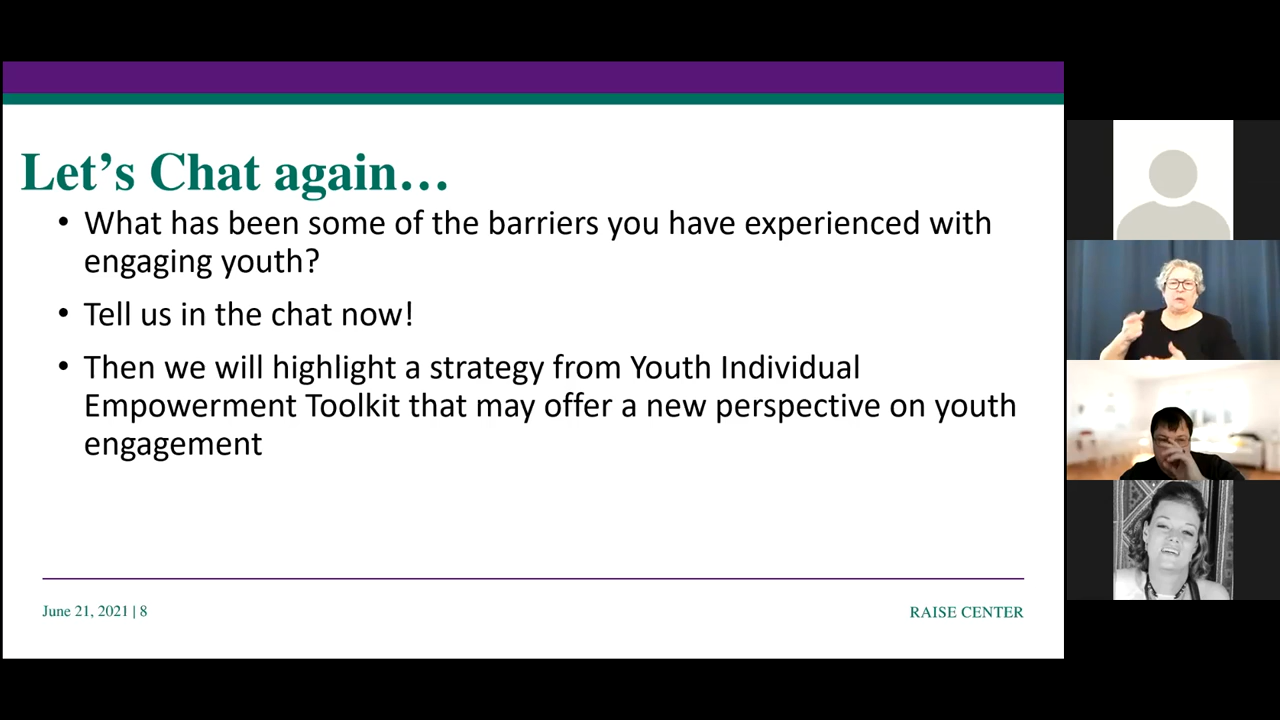 Let’s Chat again…
• What has been some of the barriers you have experienced with
engaging youth?
• Tell us in the chat now!
• Then we will highlight a strategy from Youth Individual
Empowerment Toolkit that may offer a new perspective on youth
engagement
June 21, 2021 | 8
RAISE CENTER